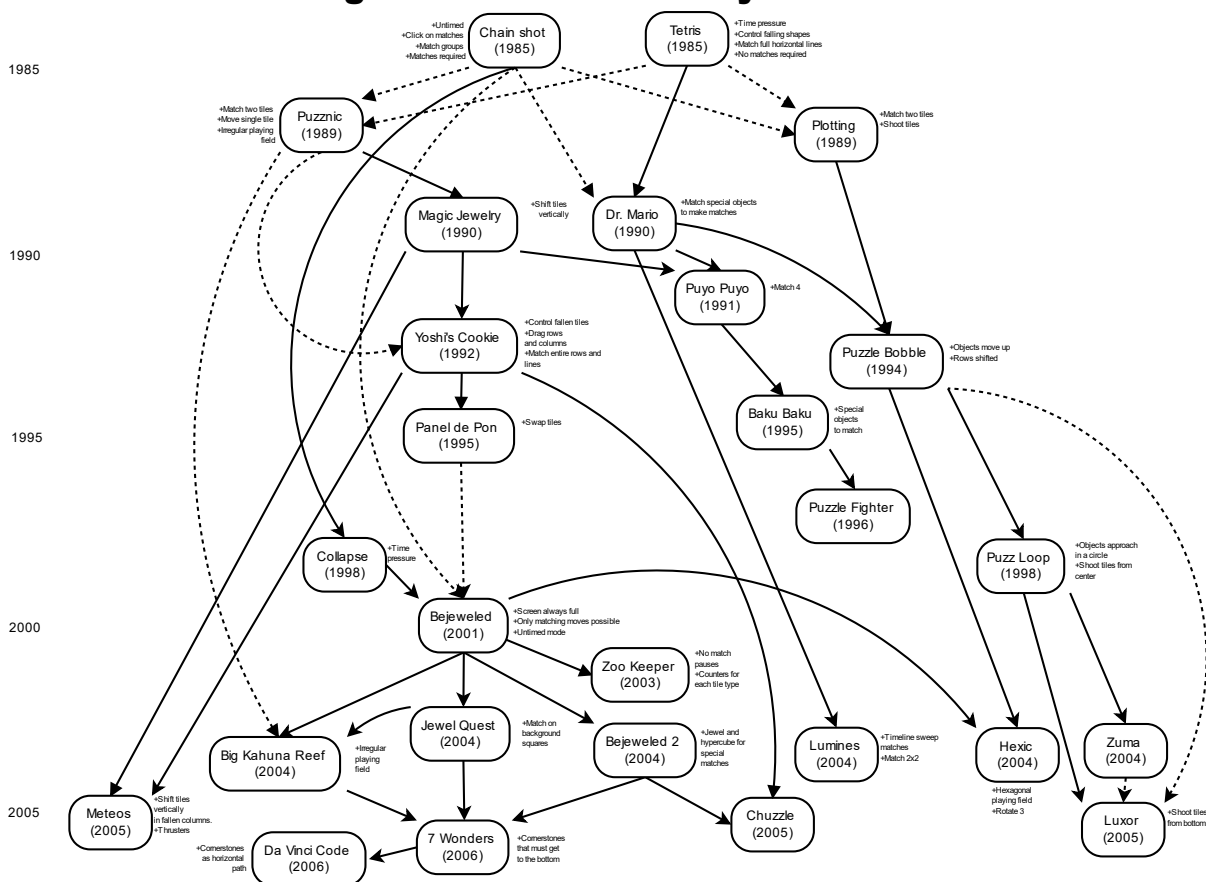 +Untimed
+Click on matches
+Match groups
+Matches required
Chain shot
(1985)
Tetris
(1985)
+Time pressure
+Control falling shapes
+Match full horizontal lines
+No matches required
1985
+Match two tiles
+Move single tile
+Irregular playing
field
Puzznic
(1989)
Plotting
(1989)
+Match two tiles
+Shoot tiles
Magic Jewelry
(1990)
+Shift tiles
vertically
Dr. Mario
(1990)
+Match special objects
to make matches
1990
Puyo Puyo
(1991)
+Match 4
Yoshi's Cookie
(1992)
+Control fallen tiles
+Drag rows
and columns
+Match entire rows and
lines
Puzzle Bobble
(1994)
+Objects move up
+Rows shifted
Panel de Pon
(1995)
+Swap tiles
Baku Baku
(1995)
+Special
objects
to match
1995
Puzzle Fighter
(1996)
Collapse
(1998)
+Time
pressure
Puzz Loop
(1998)
+Objects approach
in a circle
+Shoot tiles from
center
2000
Bejeweled
(2001)
+Screen always full
+Only matching moves possible
+Untimed mode
Zoo Keeper
(2003)
+No match
pauses
+Counters for
each tile type
Big Kahuna Reef
(2004)
+Irregular
playing
field
Jewel Quest
(2004)
+Match on
background
squares
Bejeweled 2
(2004)
+Jewel and
hypercube for
special
matches
Lumines
(2004)
+Timeline sweep
matches
+Match 2x2
Hexic
(2004)
+Hexagonal
playing field
+Rotate 3
Zuma
(2004)
2005
Meteos
(2005)
+Shift tiles
vertically
in fallen columns.
+Thrusters
Chuzzle
(2005)
Luxor
(2005)
+Shoot tiles
from bottom
+Cornerstones
as horizontal
path
Da Vinci Code
(2006)
7 Wonders
(2006)
+Cornerstones
that must get
to the bottom